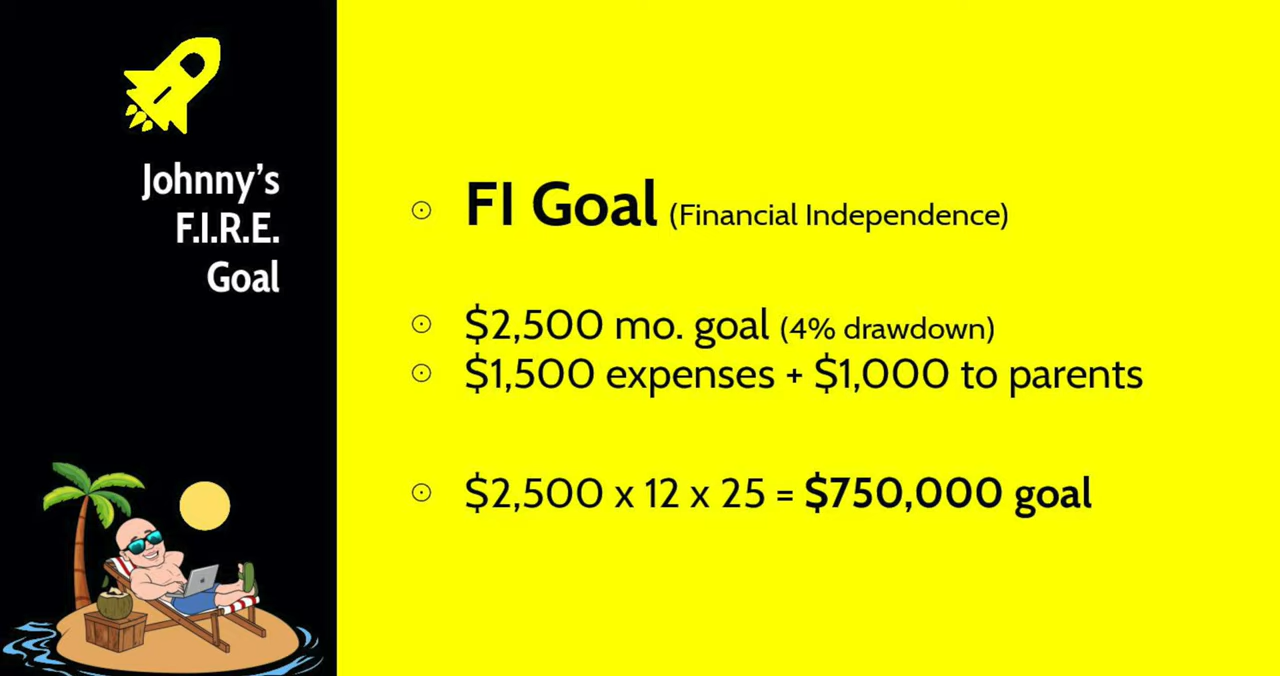 Johnny's
F.I.R.E.
Goal
FI Goal (Financial Independence)
$2,500 mo. goal (4% drawdown)
$1,500 expenses + $1,000 to parents
$2,500 x 12 x 25 = $750,000 goal